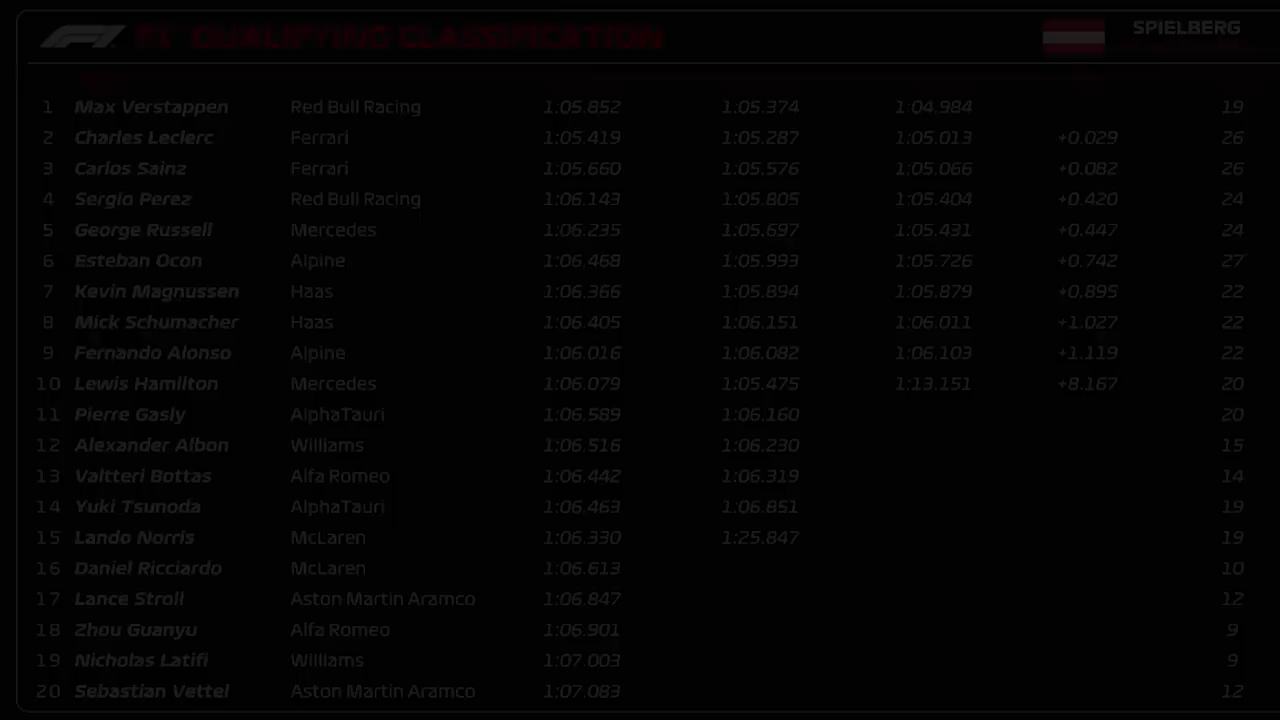 F1 F1 QUALIFYING CLASSIFICATION SPIELBERG
1 Max Verstappen Red Bull Racing 1:05.852 1:05.374 1:04.984 19
2 Charles Leclerc Ferrari 1:05.419 1:05.287 1:05.013 +0.029 26
3 Carlos Sainz Ferrari 1:05.660 1:05.576 1:05.066 +0.082 26
4 Sergio Perez Red Bull Racing 1:06.143 1:05.805 1:05.404 +0.420 24
5 George Russell Mercedes 1:06.235 1:05.697 1:05.431 +0.447 24
6 Esteban Ocon Alpine 1:06.468 1:05.993 1:05.726 +0.742 27
7 Kevin Magnussen Haas 1:06.366 1:05.894 1:05.879 +0.895 22
8 Mick Schumacher Haas 1:06.405 1:06.151 1:06.011 +1.027 22
9 Fernando Alonso Alpine 1:06.016 1:06.082 1:06.103 +1.119 22
10 Lewis Hamilton Mercedes 1:06.079 1:05.475 1:13.151 +8.167 20
11 Pierre Gasly AlphaTauri 1:06.589 1:06.160 20
12 Alexander Albon Williams 1:06.516 1:06.230 15
13 Valtteri Bottas Alfa Romeo 1:06.442 1:06.319 14
14 Yuki Tsunoda AlphaTauri 1:06.463 1:06.851 19
15 Lando Norris McLaren 1:06.330 1:25.847 19
16 Daniel Ricciardo McLaren 1:06.613 10
17 Lance Stroll Aston Martin Aramco 1:06.847 12
18 Zhou Guanyu Alfa Romeo 1:06.901 9
19 Nicholas Latifi Williams 1:07.003 9
20 Sebastian Vettel Aston Martin Aramco 1:07.083 12